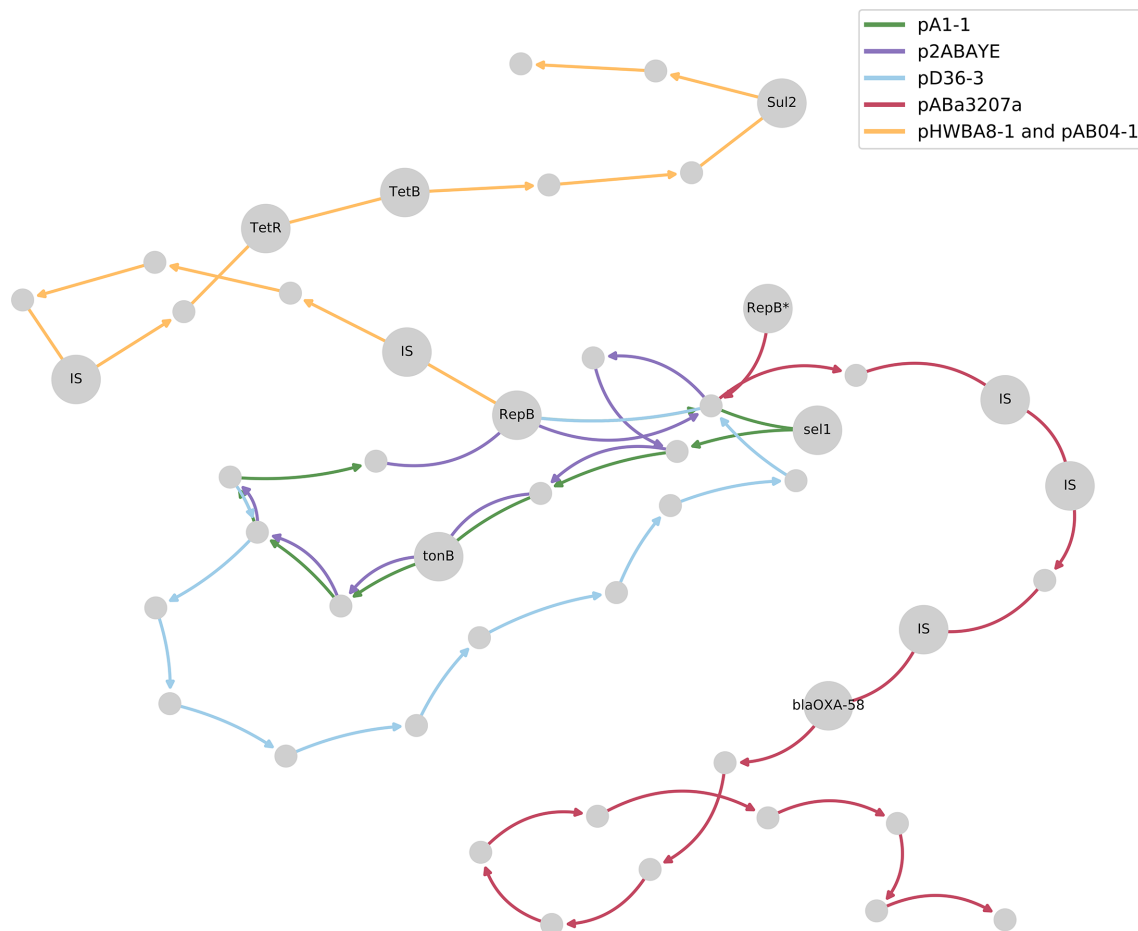 pA1-1
p2ABAYE
pD36-3
pABa3207a
pHWBA8-1 and pAB04-1
Sul2
TetB
TetR
RepB*
IS
IS
RepB
IS
sel1
IS
tonB
IS
blaOXA-58